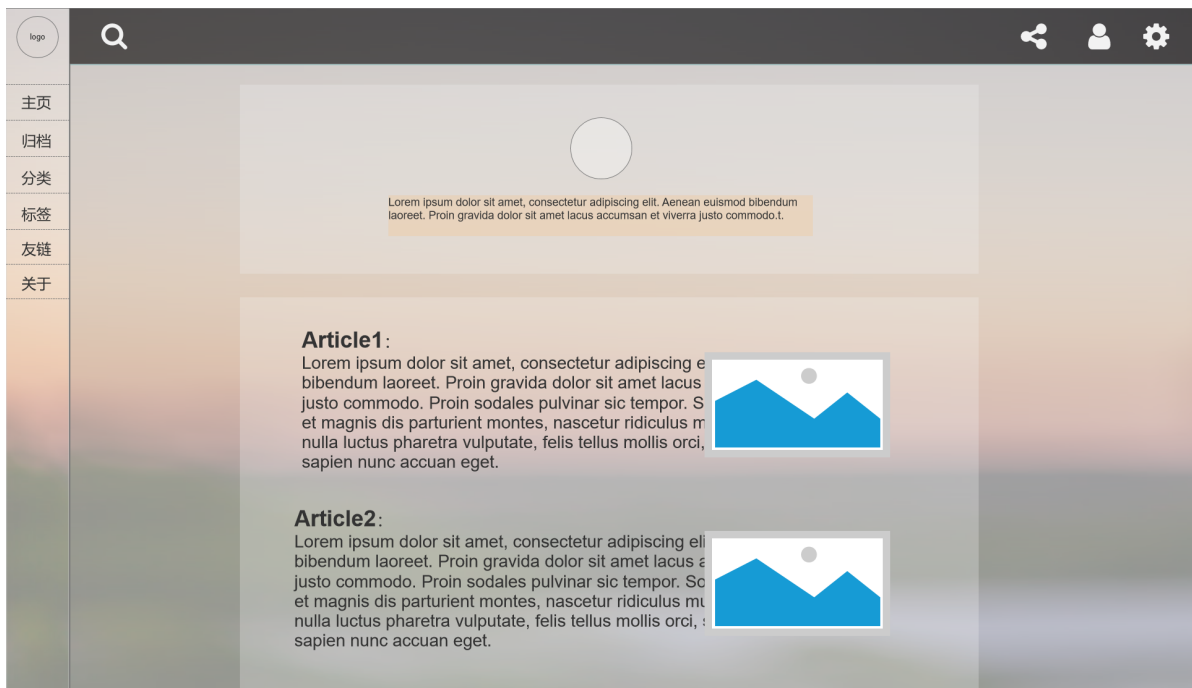 logo
主页
归档
分类
标签
友链
关于
Lorem ipsum dolor sit amet, consectetur adipiscing elit. Aenean euismod bibendum
laoreet. Proin gravida dolor sit amet lacus accumsan et viverra justo commodo.t.
Article1:
Lorem ipsum dolor sit amet, consectetur adipiscing e
bibendum laoreet. Proin gravida dolor sit amet lacus
justo commodo. Proin sodales pulvinar sic tempor. S
et magnis dis parturient montes, nascetur ridiculus m
nulla luctus pharetra vulputate, felis tellus mollis orci,
sapien nunc accuan eget.
Article2:
Lorem ipsum dolor sit amet, consectetur adipiscing eli
bibendum laoreet. Proin gravida dolor sit amet lacus a
justo commodo. Proin sodales pulvinar sic tempor. So
et magnis dis parturient montes, nascetur ridiculus mu
nulla luctus pharetra vulputate, felis tellus mollis orci,
sapien nunc accuan eget.